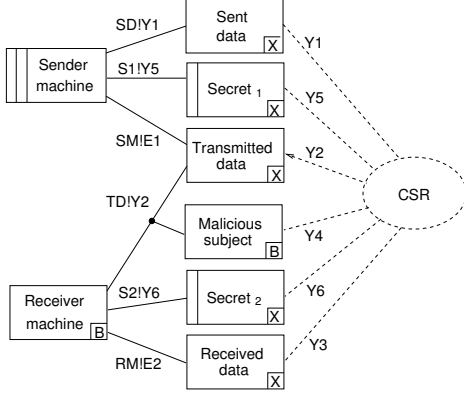 SD!Y1
Sent
data
X
Y1
Sender
machine
S1!Y5
Secret 1
X
Y5
SM!E1
Transmitted
data
X
Y2
CSR
TD!Y2
Malicious
subject
B
Y4
Receiver
machine
B
S2!Y6
Secret 2
X
Y6
RM!E2
Received
data
X
Y3